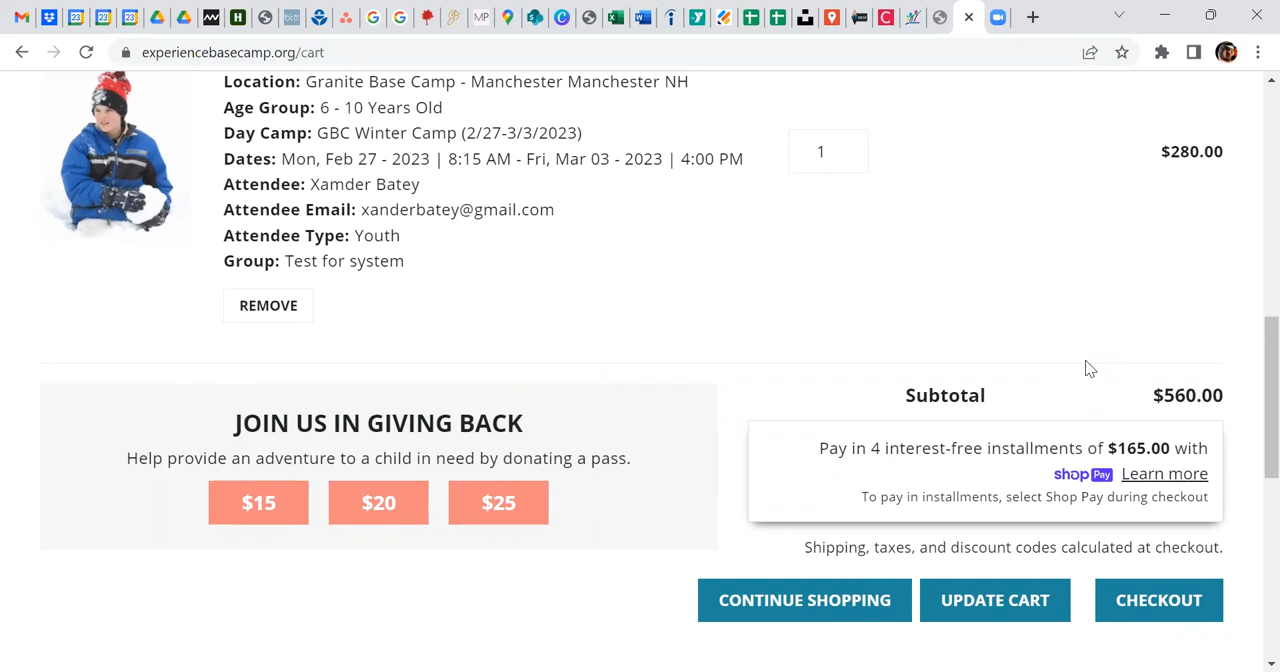 experiencebasecamp.org/cart
Location: Granite Base Camp - Manchester Manchester NH
Age Group: 6 - 10 Years Old
Day Camp: GBC Winter Camp (2/27-3/3/2023)
Dates: Mon, Feb 27 - 2023 | 8:15 AM - Fri, Mar 03 - 2023 | 4:00 PM
1
$280.00
Attendee: Xamder Batey
Attendee Email: xanderbatey@gmail.com
Attendee Type: Youth
Group: Test for system
REMOVE
JOIN US IN GIVING BACK
Help provide an adventure to a child in need by donating a pass.
$15 $20 $25
Subtotal $560.00
Pay in 4 interest-free installments of $165.00 with
shop Pay Learn more
To pay in installments, select Shop Pay during checkout
Shipping, taxes, and discount codes calculated at checkout.
CONTINUE SHOPPING UPDATE CART CHECKOUT